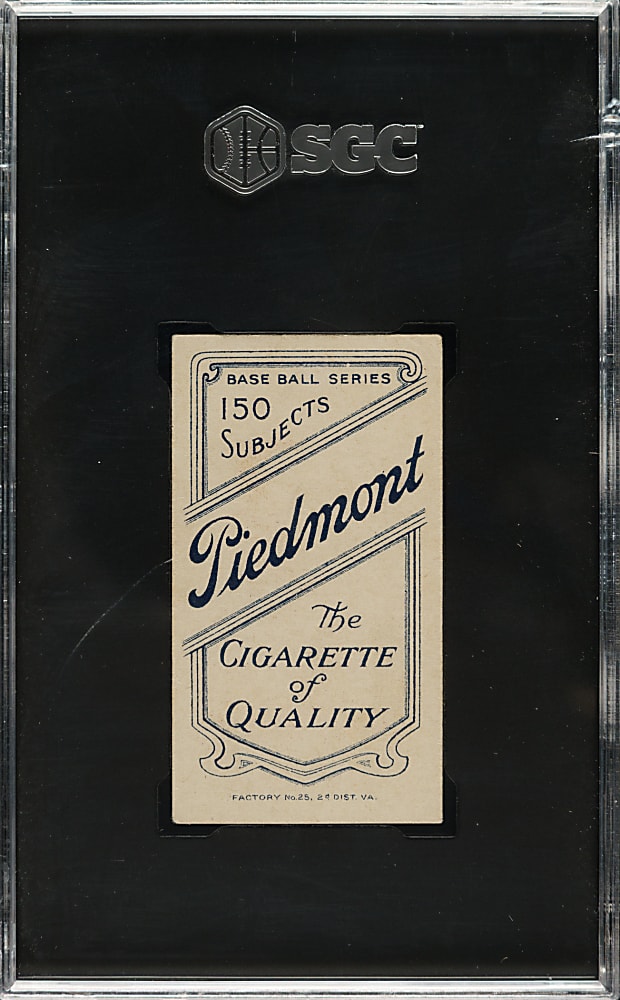 SGC
BASE BALL SERIES
150
SUBJECTS
Piedmont
The
CIGARETTE
of
QUALITY
FACTORY No. 25, 2d DIST. VA.